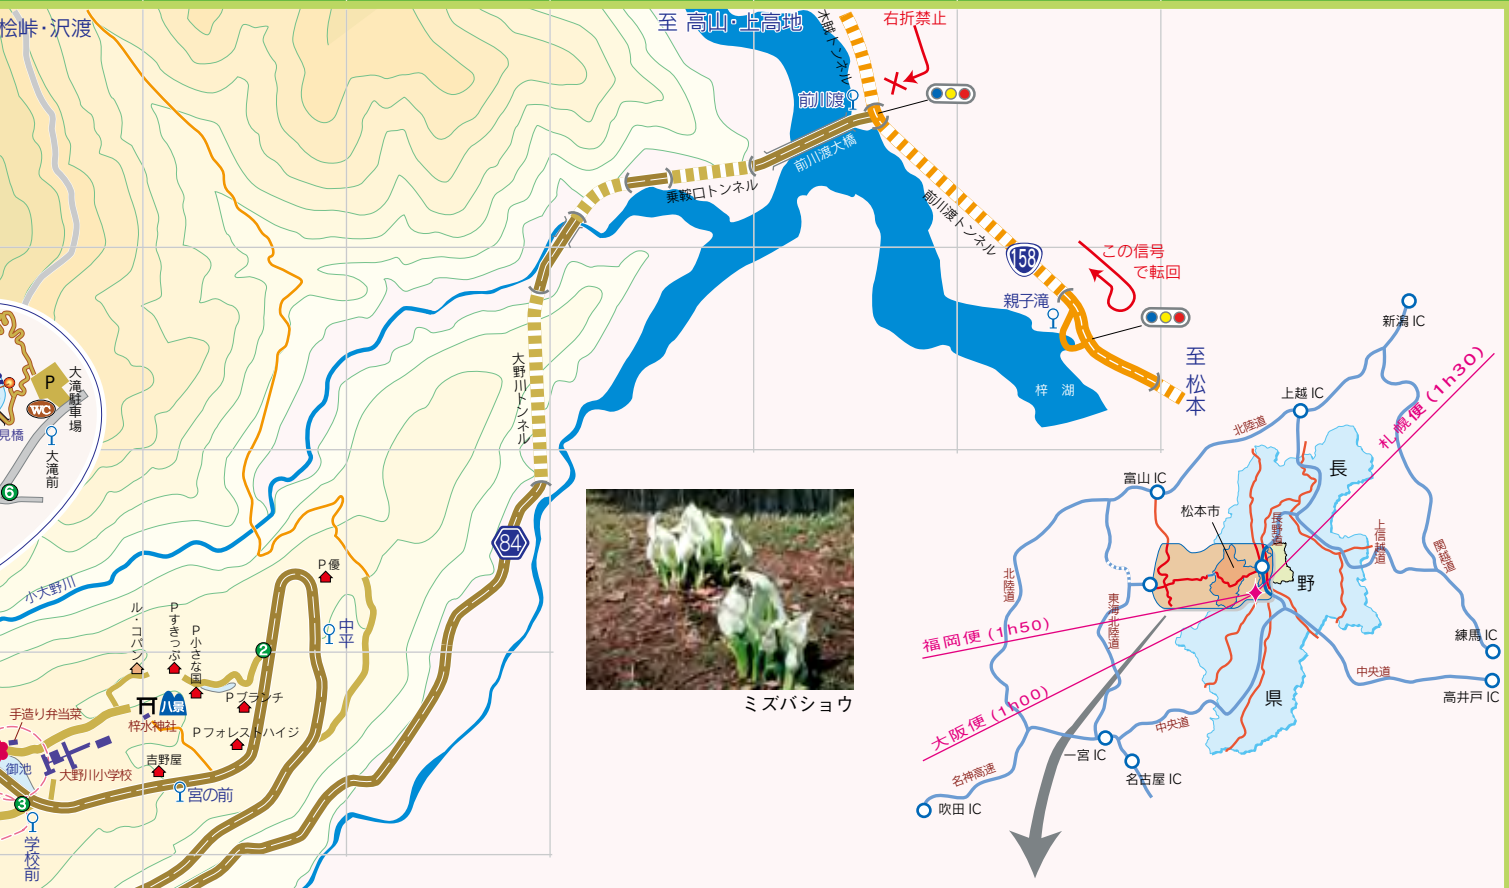 桧峠・沢渡
至 高山・上高地
右折禁止
前川渡
前川渡大橋
乗鞍口トンネル
前川渡トンネル
158
この信号
で転回
親子滝
至
松本
梓 湖
大野川トンネル
84
P
WC
大滝駐車場
見橋
大滝前
6
小大野川
ル・コパン
Pすきっぷ
P小さな国
P優
中平
2
八景
梓水神社
Pブランチ
Pフォレストハイジ
手造り弁当菜
御池
大野川小学校
吉野屋
宮の前
3
学校前
ミズバショウ
新潟 IC
札幌便 (1h30)
上越 IC
北陸道
富山 IC
松本市
長野道
長
野
県
上信越道
関越道
北陸道
東海北陸道
福岡便 (1h50)
大阪便 (1h00)
練馬 IC
中央道
高井戸 IC
中央道
一宮 IC
名古屋 IC
名神高速
吹田 IC